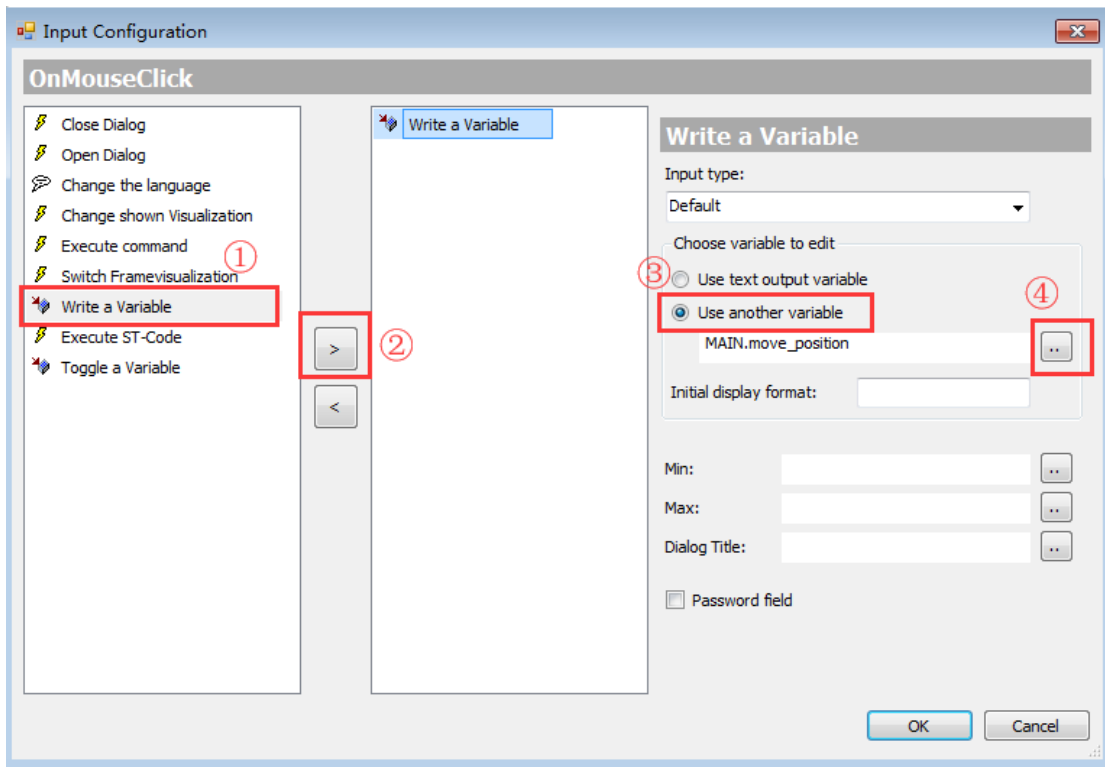 Input Configuration
OnMouseClick
Close Dialog
Open Dialog
Change the language
Change shown Visualization
Execute command
①
Switch Framevisualization
Write a Variable
Execute ST-Code
Toggle a Variable
>
②
<
Write a Variable
Write a Variable
Input type:
Default
Choose variable to edit
③
Use text output variable
④
Use another variable
MAIN.move_position
..
Initial display format:
Min:
..
Max:
..
Dialog Title:
..
Password field
OK
Cancel